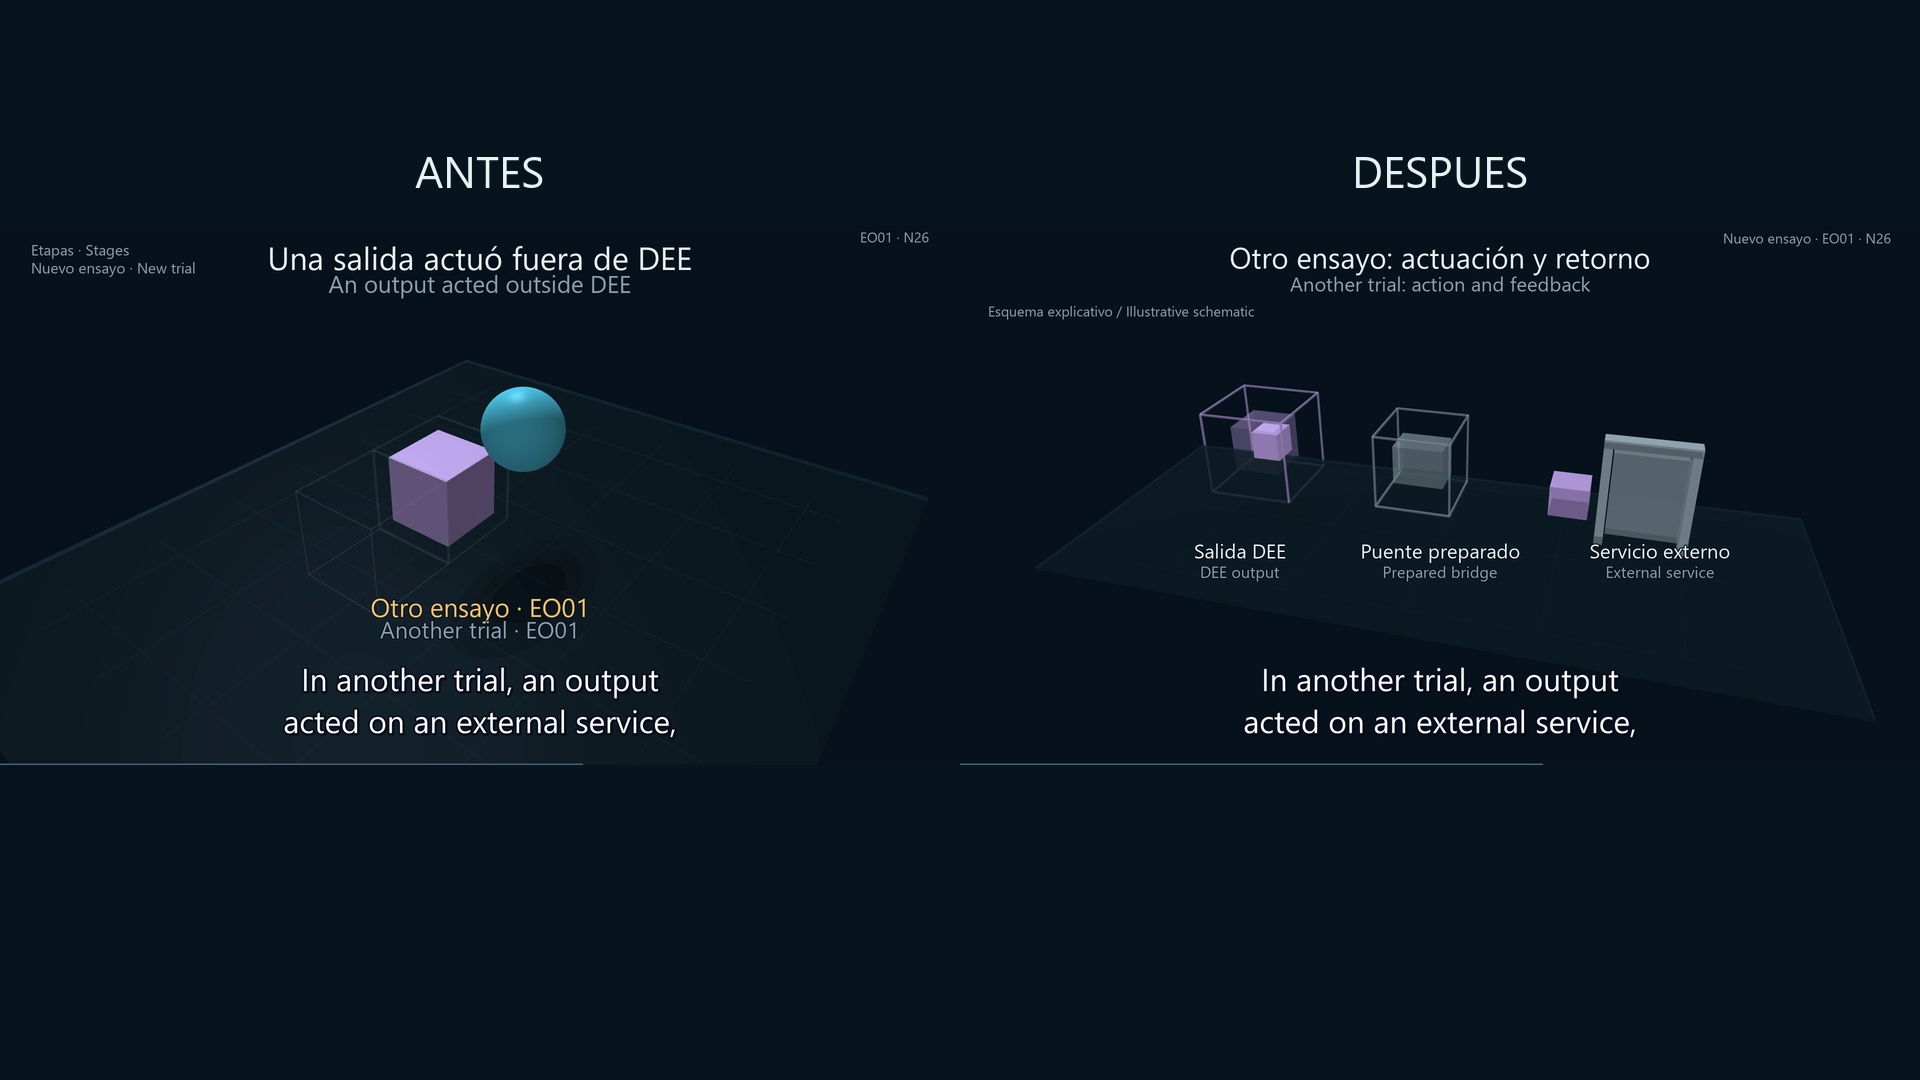 ANTES
Etapas · Stages
Nuevo ensayo · New trial
Una salida actuó fuera de DEE
An output acted outside DEE
EO01 · N26
Otro ensayo · EO01
Another trial · EO01
In another trial, an output
acted on an external service,
DESPUES
Nuevo ensayo · EO01 · N26
Otro ensayo: actuación y retorno
Another trial: action and feedback
Esquema explicativo / Illustrative schematic
Salida DEE
DEE output
Puente preparado
Prepared bridge
Servicio externo
External service
In another trial, an output
acted on an external service,